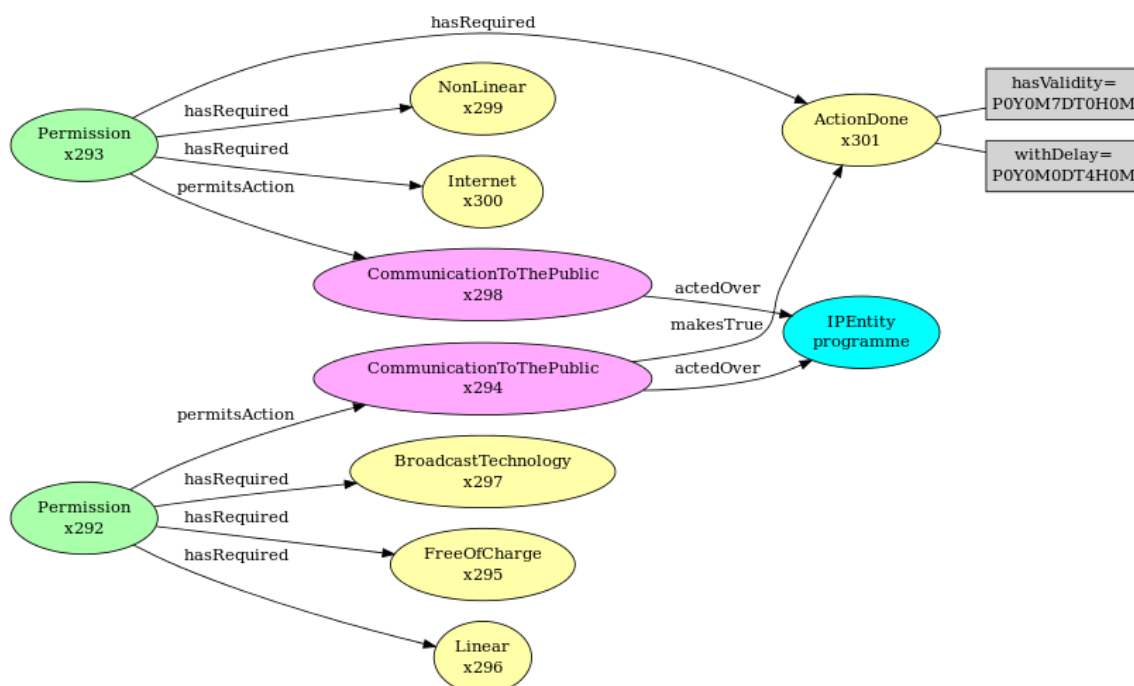 hasRequired
NonLinear
x299
hasRequired
hasValidity=
P0Y0M7DT0H0M
ActionDone
x301
Permission
x293
hasRequired
withDelay=
P0Y0M0DT4H0M
Internet
x300
permitsAction
CommunicationToThePublic
x298
actedOver
makesTrue
IPEntity
programme
CommunicationToThePublic
x294
actedOver
permitsAction
BroadcastTechnology
x297
hasRequired
Permission
x292
hasRequired
FreeOfCharge
x295
hasRequired
Linear
x296